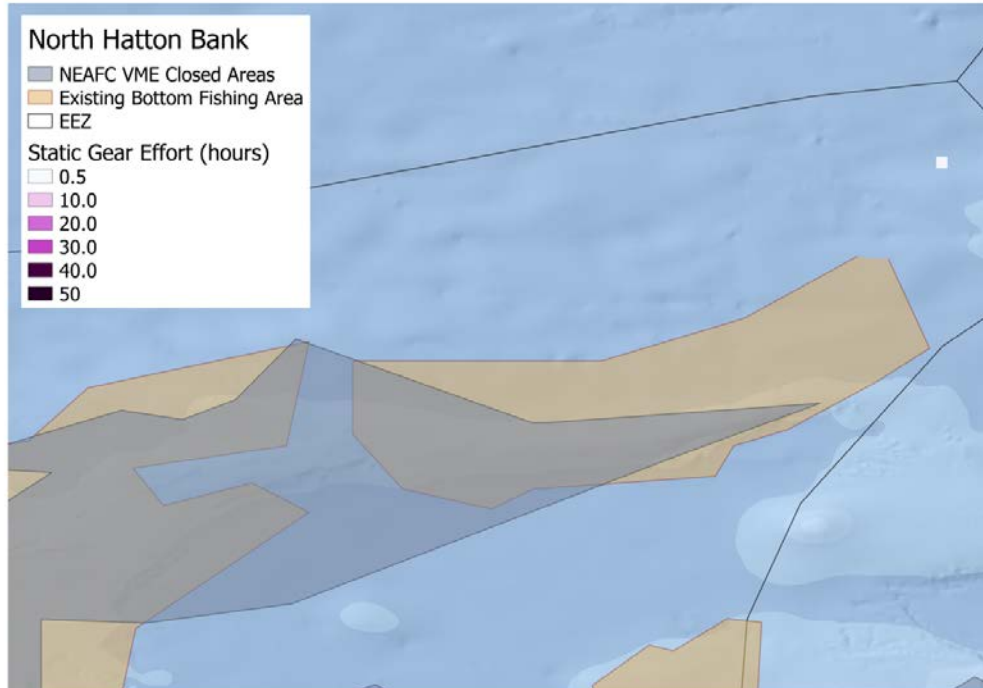 North Hatton Bank
NEAFC VME Closed Areas
Existing Bottom Fishing Area
EEZ
Static Gear Effort (hours)
0.5
10.0
20.0
30.0
40.0
50